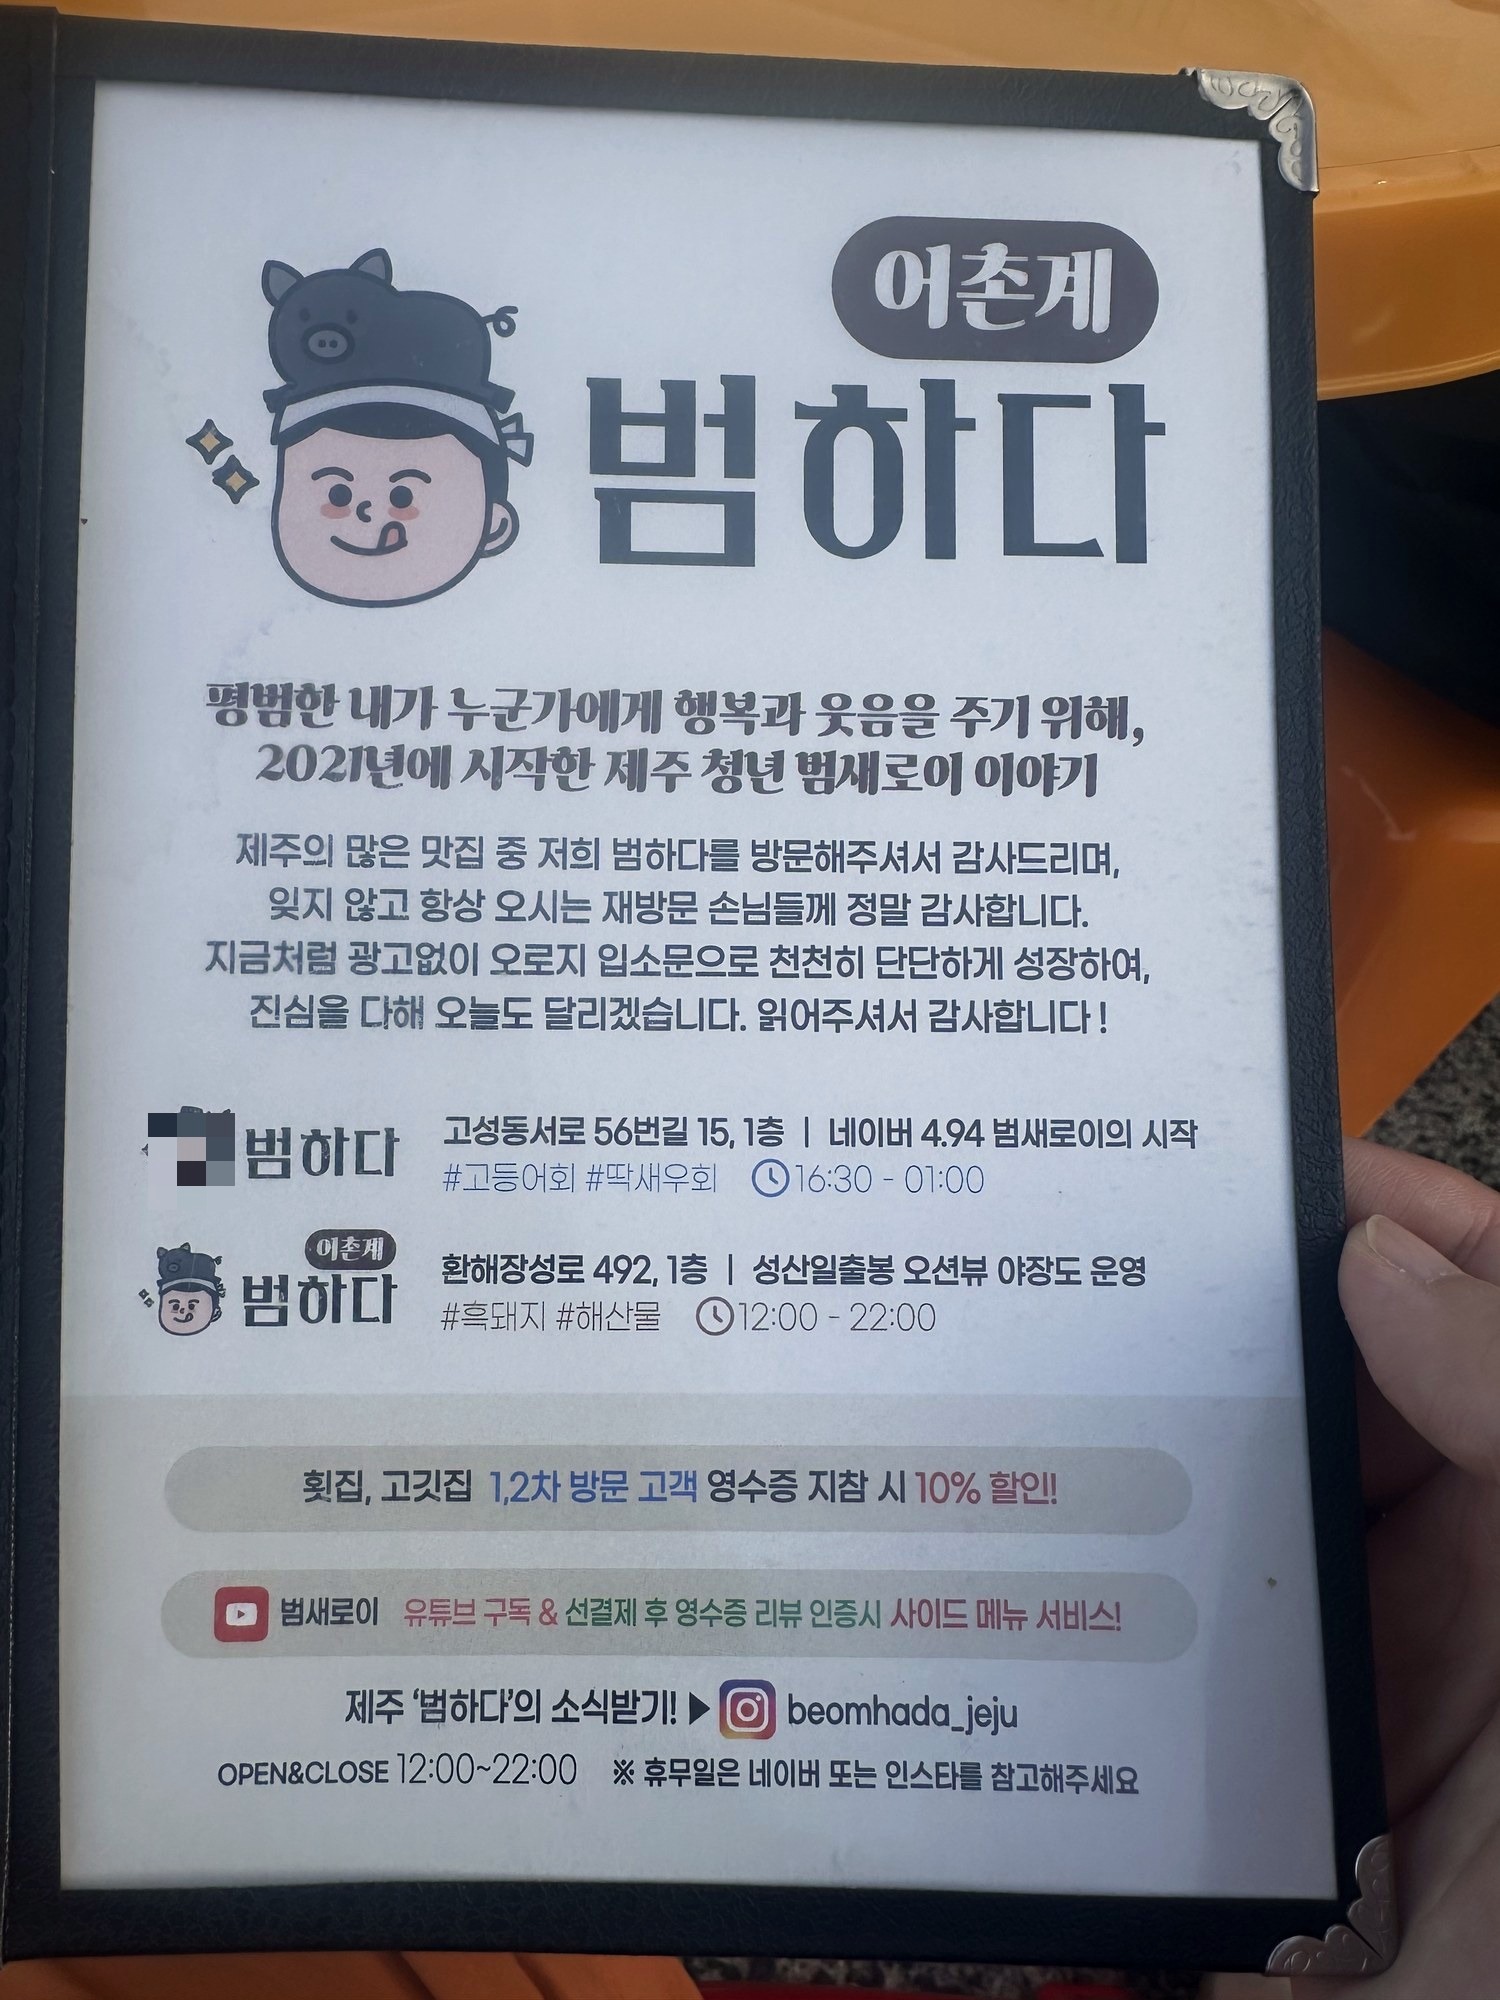 어촌계
범하다
평범한 내가 누군가에게 행복과 웃음을 주기 위해,
2021년에 시작한 제주 청년 범새로이 이야기
제주의 많은 맛집 중 저희 범하다를 방문해주셔서 감사드리며,
잊지 않고 항상 오시는 재방문 손님들께 정말 감사합니다.
지금처럼 광고없이 오로지 입소문으로 천천히 단단하게 성장하여,
진심을 다해 오늘도 달리겠습니다. 읽어주셔서 감사합니다!
범하다
고성동서로 56번길 15, 1층 | 네이버 4.94 범새로이의 시작
#고등어회 #딱새우회 16:30 - 01:00
어촌계
범하다
환해장성로 492, 1층 | 성산일출봉 오션뷰 야장도 운영
#흑돼지 #해산물 12:00 - 22:00
횟집, 고깃집 1,2차 방문 고객 영수증 지참 시 10% 할인!
범새로이 유튜브 구독 & 선결제 후 영수증 리뷰 인증시 사이드 메뉴 서비스!
제주 '범하다'의 소식받기! ▶ beomhada_jeju
OPEN&CLOSE 12:00~22:00 ※ 휴무일은 네이버 또는 인스타를 참고해주세요